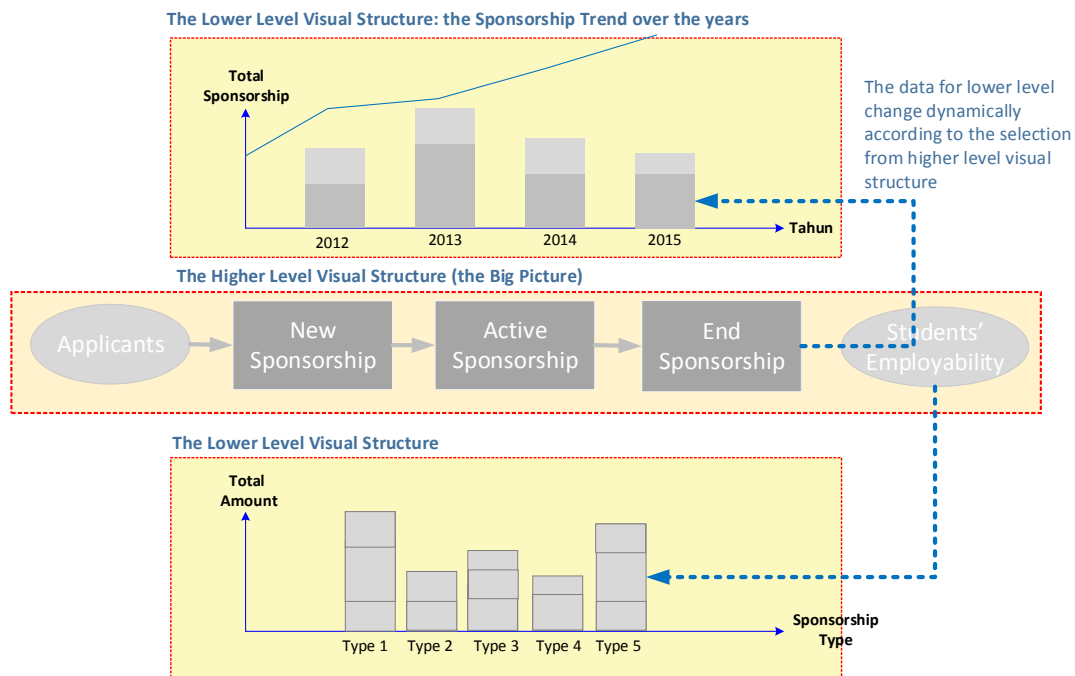 The Lower Level Visual Structure: the Sponsorship Trend over the years
Total
Sponsorship
2012
2013
2014
2015
Tahun
The data for lower level
change dynamically
according to the selection
from higher level visual
structure
The Higher Level Visual Structure (the Big Picture)
Applicants
New
Sponsorship
Active
Sponsorship
End
Sponsorship
Students'
Employability
The Lower Level Visual Structure
Total
Amount
Type 1
Type 2
Type 3
Type 4
Type 5
Sponsorship
Type